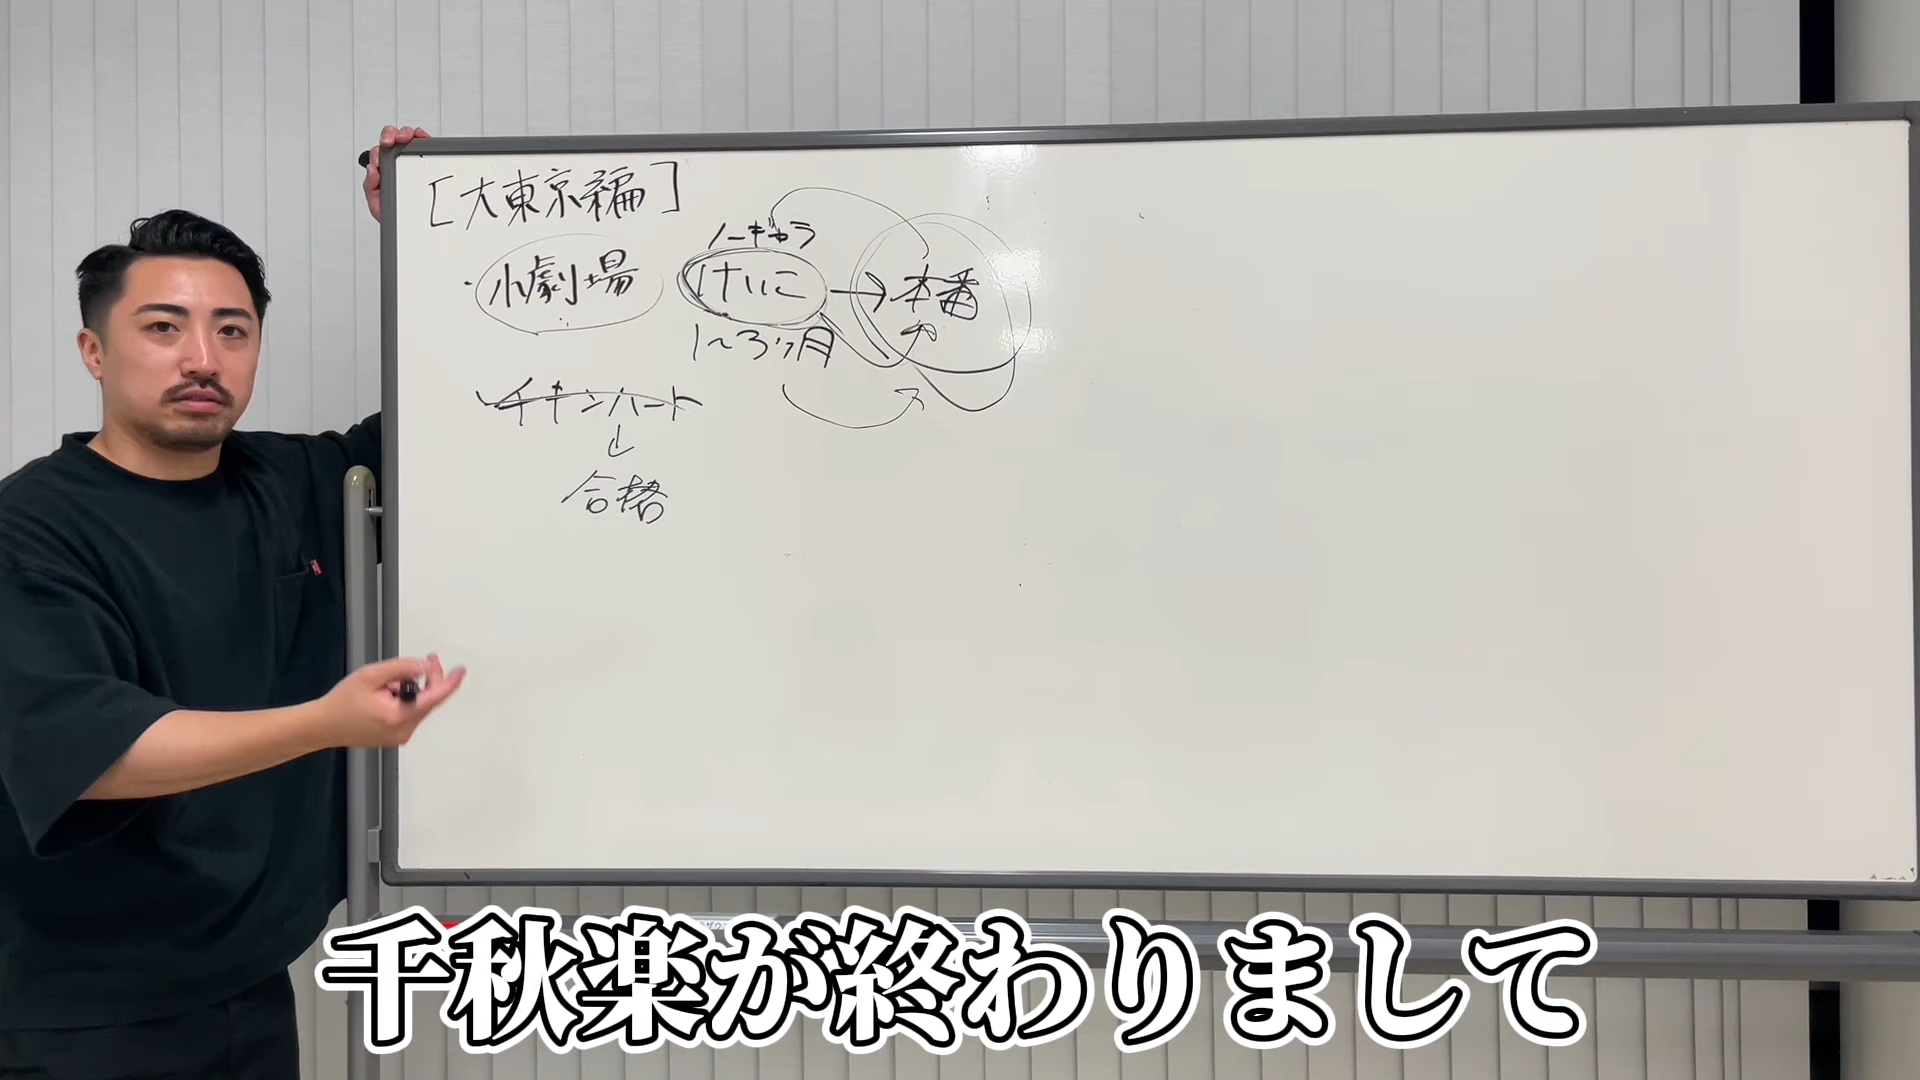 [大東京編]
ノーギャラ
・小劇場 けいこ → 本番
1〜3ヶ月
チキンハート
↓
合格
千秋楽が終わりまして